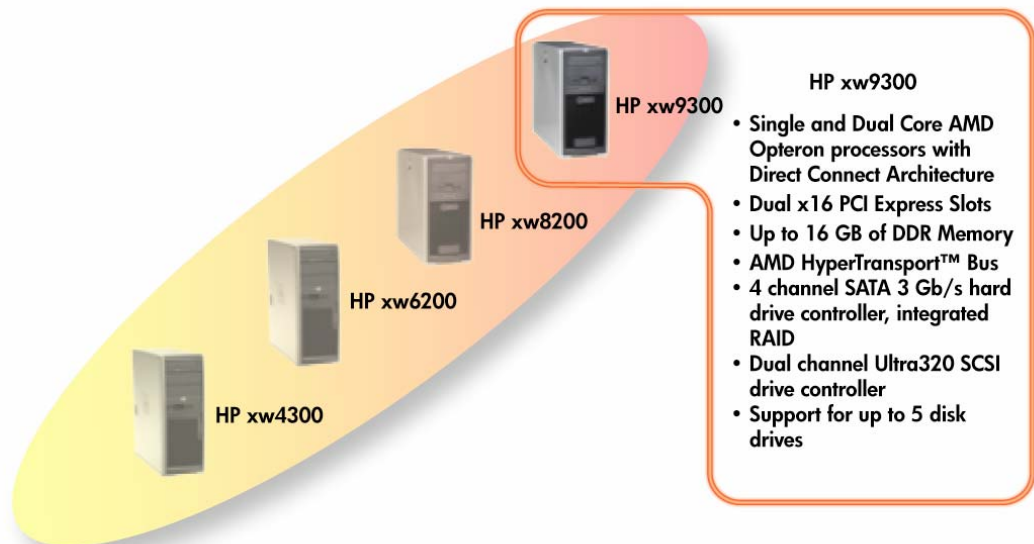 HP xw9300
HP xw8200
HP xw6200
HP xw4300
HP xw9300
• Single and Dual Core AMD
Opteron processors with
Direct Connect Architecture
• Dual x16 PCI Express Slots
• Up to 16 GB of DDR Memory
• AMD HyperTransport™ Bus
• 4 channel SATA 3 Gb/s hard
drive controller, integrated
RAID
• Dual channel Ultra320 SCSI
drive controller
• Support for up to 5 disk
drives